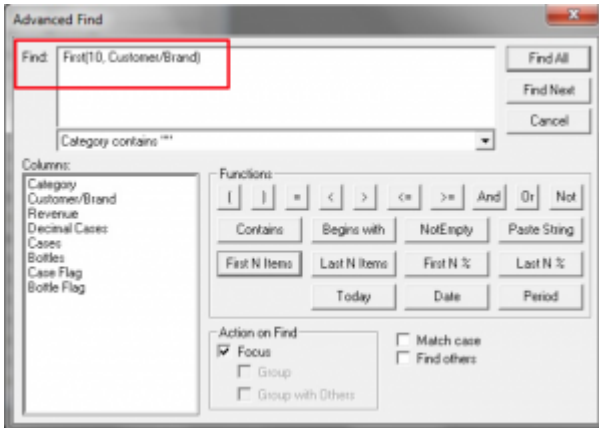 Advanced Find
Find: First(10, Customer/Brand) Find All
Find Next
Cancel
Category contains ""
Columns:
Category
Customer/Brand
Revenue
Decimal Cases
Cases
Bottles
Case Flag
Bottle Flag
Functions
( ) = < > <= >= And Or Not
Contains Begins with NotEmpty Paste String
First N Items Last N Items First N % Last N %
Today Date Period
Action on Find
Focus
Group
Group with Others
Match case
Find others